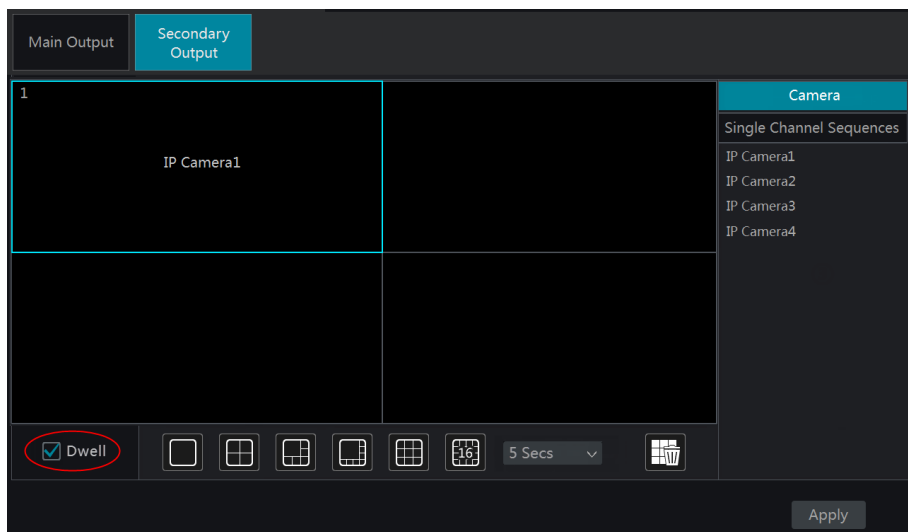 Main Output
Secondary
Output
1
IP Camera1
Camera
Single Channel Sequences
IP Camera1
IP Camera2
IP Camera3
IP Camera4
Dwell
16
5 Secs
Apply